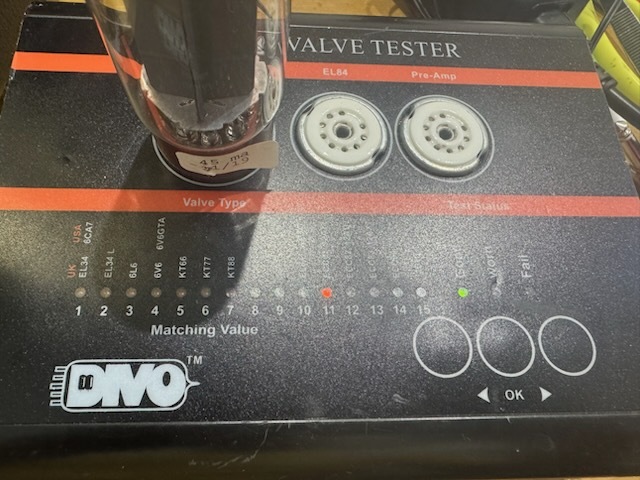 VALVE TESTER
EL84
Pre-Amp
45 ma
Valve Type
Test Status
UK USA
EL34 6CA7
EL34 L
6L6
6V6 6V6GTA
KT66
KT77
KT88
Good
Worn
Fail
1 2 3 4 5 6 7 8 9 10 11 12 13 14 15
Matching Value
DIVO TM
◀ OK ▶